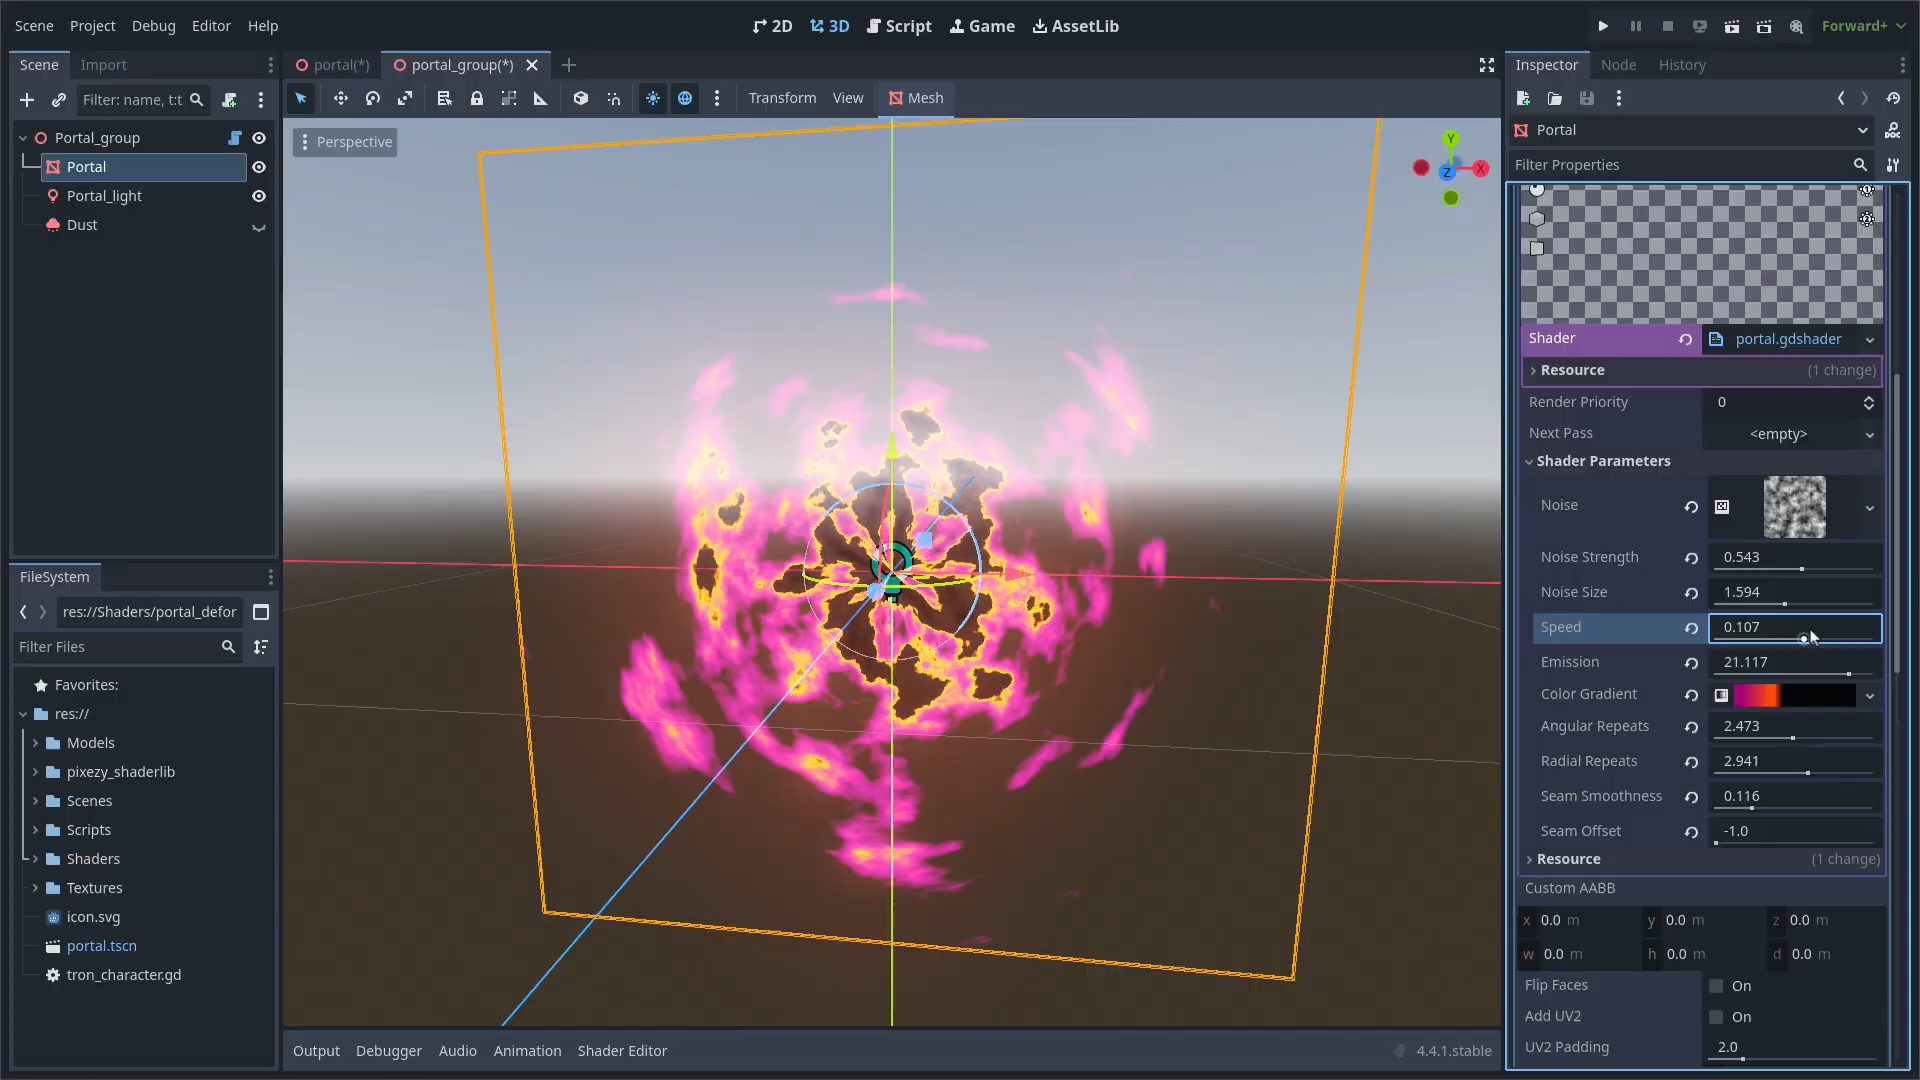 Scene Project Debug Editor Help
2D 3D Script Game AssetLib
Forward+
Scene Import
Filter: name, t:t
Portal_group
Portal
Portal_light
Dust
FileSystem
res://Shaders/portal_defor
Filter Files
Favorites:
res://
Models
pixezy_shaderlib
Scenes
Scripts
Shaders
Textures
icon.svg
portal.tscn
tron_character.gd
portal(*) portal_group(*)
Transform View Mesh
Perspective
Y
X
Z
Output Debugger Audio Animation Shader Editor 4.4.1.stable
Inspector Node History
Portal
Filter Properties
Shader portal.gdshader
Resource (1 change)
Render Priority 0
Next Pass <empty>
Shader Parameters
Noise
Noise Strength 0.543
Noise Size 1.594
Speed 0.107
Emission 21.117
Color Gradient
Angular Repeats 2.473
Radial Repeats 2.941
Seam Smoothness 0.116
Seam Offset -1.0
Resource (1 change)
Custom AABB
x 0.0 m y 0.0 m z 0.0 m
w 0.0 m h 0.0 m d 0.0 m
Flip Faces On
Add UV2 On
UV2 Padding 2.0